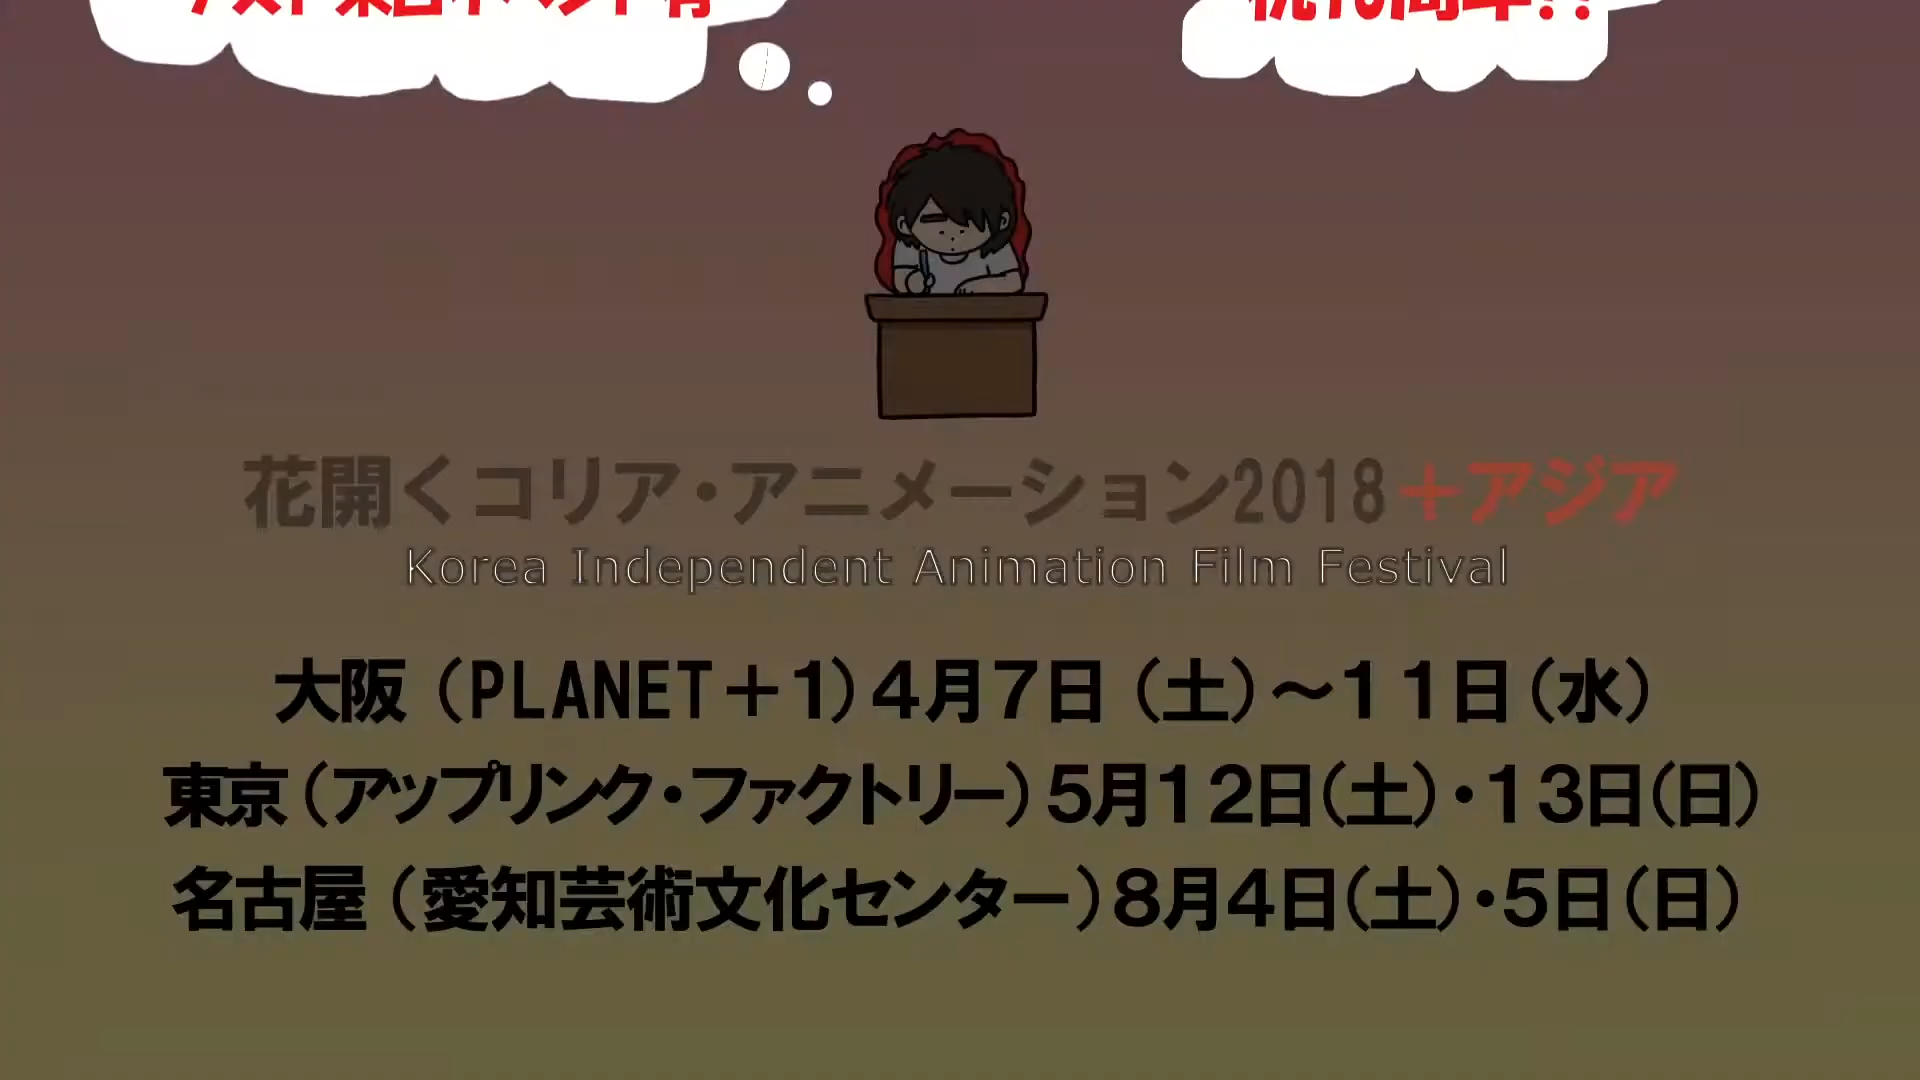 花開くコリア・アニメーション2018＋アジア
Korea Independent Animation Film Festival
大阪（PLANET＋1）４月７日（土）～１１日（水）
東京（アップリンク・ファクトリー）５月１２日（土）・１３日（日）
名古屋（愛知芸術文化センター）８月４日（土）・５日（日）